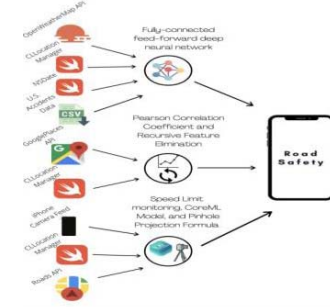 OpenWeatherMap API
CLLocation
Manager
NSDate
U.S.
Accidents
Data
CSV
Fully-connected
feed-forward deep
neural network
GooglePlaces
API
G
CLLocation
Manager
Pearson Correlation
Coefficient and
Recursive Feature
Elimination
iPhone
Camera Feed
CLLocation
Manager
Roads API
Speed Limit
monitoring, CoreML
Model, and Pinhole
Projection Formula
Road
Safety